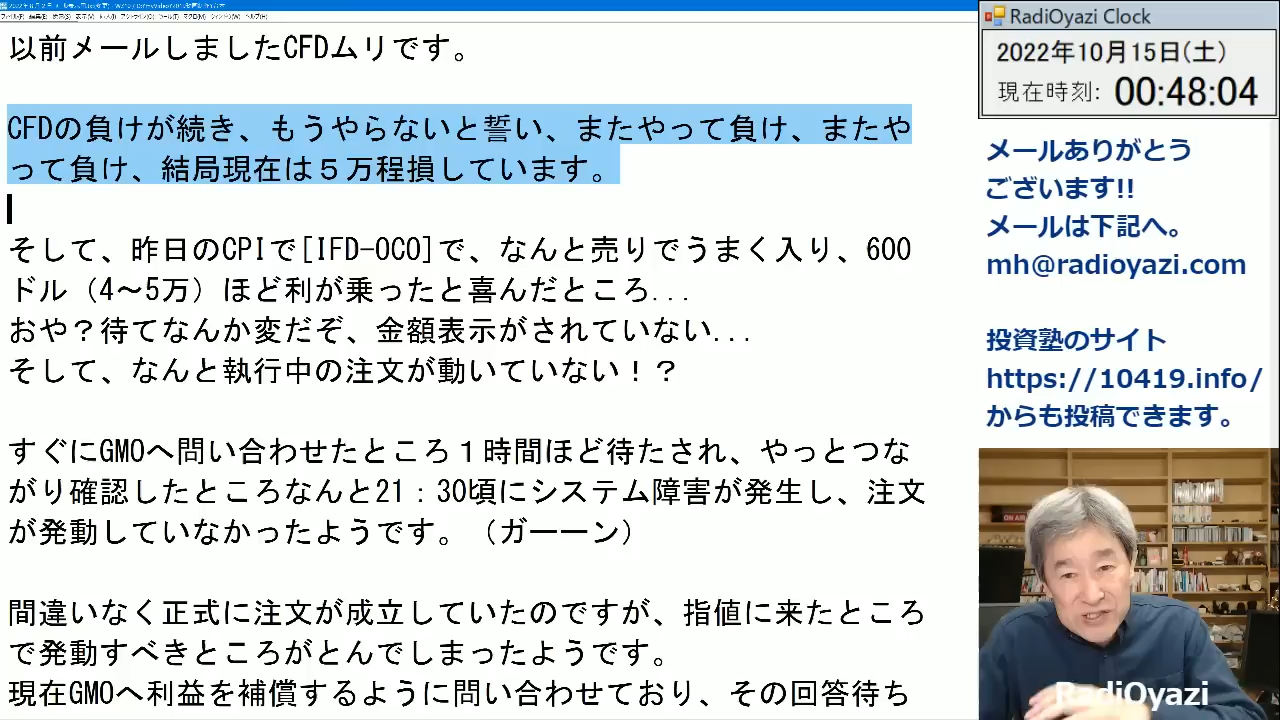 以前メールしましたCFDムリです。
CFDの負けが続き、もうやらないと誓い、またやって負け、またや
って負け、結局現在は５万程損しています。
そして、昨日のCPIで[IFD-OCO]で、なんと売りでうまく入り、600
ドル（4～5万）ほど利が乗ったと喜んだところ...
おや？待てなんか変だぞ、金額表示がされていない...
そして、なんと執行中の注文が動いていない！？
すぐにGMOへ問い合わせたところ１時間ほど待たされ、やっとつな
がり確認したところなんと21：30頃にシステム障害が発生し、注文
が発動していなかったようです。（ガーーーン）
間違いなく正式に注文が成立していたのですが、指値に来たところ
で発動すべきところがとんでしまったようです。
現在GMOへ利益を補償するように問い合わせており、その回答待ち
RadiOyazi Clock
2022年10月15日(土)
現在時刻: 00:48:04
メールありがとう
ございます!!
メールは下記へ。
mh@radioyazi.com
投資塾のサイト
https://10419.info/
からも投稿できます。
RadiOyazi